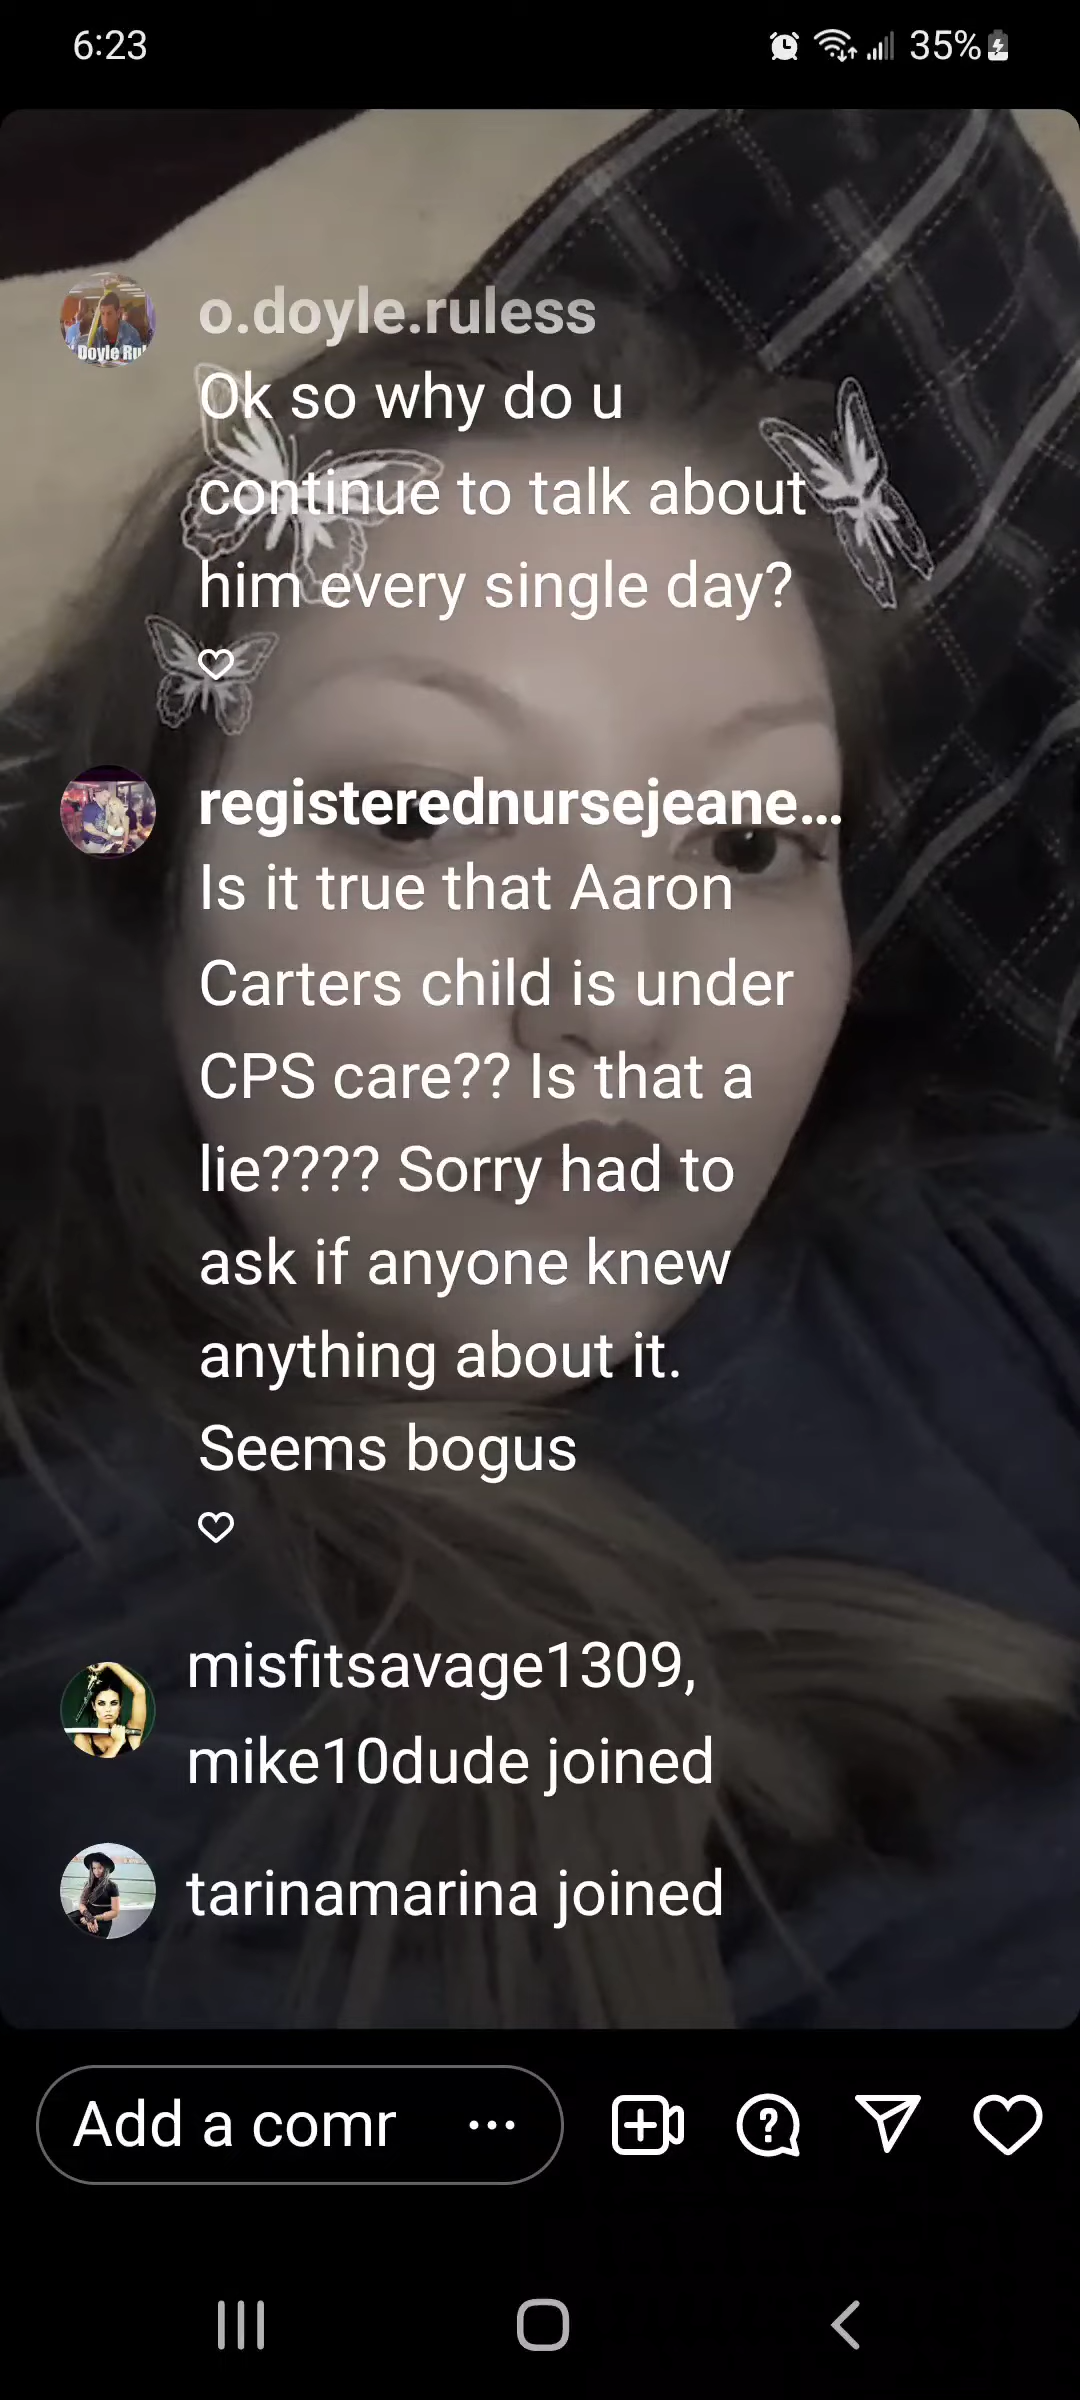 6:23
35%
o.doyle.ruless
Doyle Rul
Ok so why do u
continue to talk about
him every single day?
registerednursejeane...
Is it true that Aaron
Carters child is under
CPS care?? Is that a
lie???? Sorry had to
ask if anyone knew
anything about it.
Seems bogus
misfitsavage1309,
mike10dude joined
tarinamarina joined
Add a comr